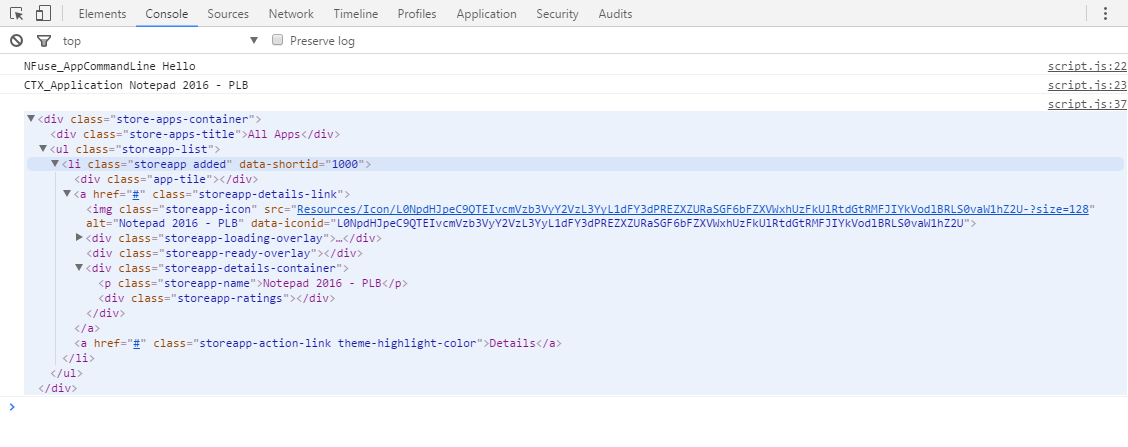 Elements Console Sources Network Timeline Profiles Application Security Audits
top Preserve log
NFuse_AppCommandLine Hello script.js:22
CTX_Application Notepad 2016 - PLB script.js:23
script.js:37
<div class="store-apps-container">
<div class="store-apps-title">All Apps</div>
<ul class="storeapp-list">
<li class="storeapp added" data-shortid="1000">
<div class="app-tile"></div>
<a href="#" class="storeapp-details-link">
<img class="storeapp-icon" src="Resources/Icon/L0NpdHJpeC9QTEIvcmVzb3VyY2VzL3YyL1dFY3dPREZXZURaSGF6bFZXVWxhUzFkUlRtdGtRMFJIYkVodlBRLS0vaW1hZ2U-?size=128"
alt="Notepad 2016 - PLB" data-iconid="L0NpdHJpeC9QTEIvcmVzb3VyY2VzL3YyL1dFY3dPREZXZURaSGF6bFZXVWxhUzFkUlRtdGtRMFJIYkVodlBRLS0vaW1hZ2U">
<div class="storeapp-loading-overlay">…</div>
<div class="storeapp-ready-overlay"></div>
<div class="storeapp-details-container">
<p class="storeapp-name">Notepad 2016 - PLB</p>
<div class="storeapp-ratings"></div>
</div>
</a>
<a href="#" class="storeapp-action-link theme-highlight-color">Details</a>
</li>
</ul>
</div>